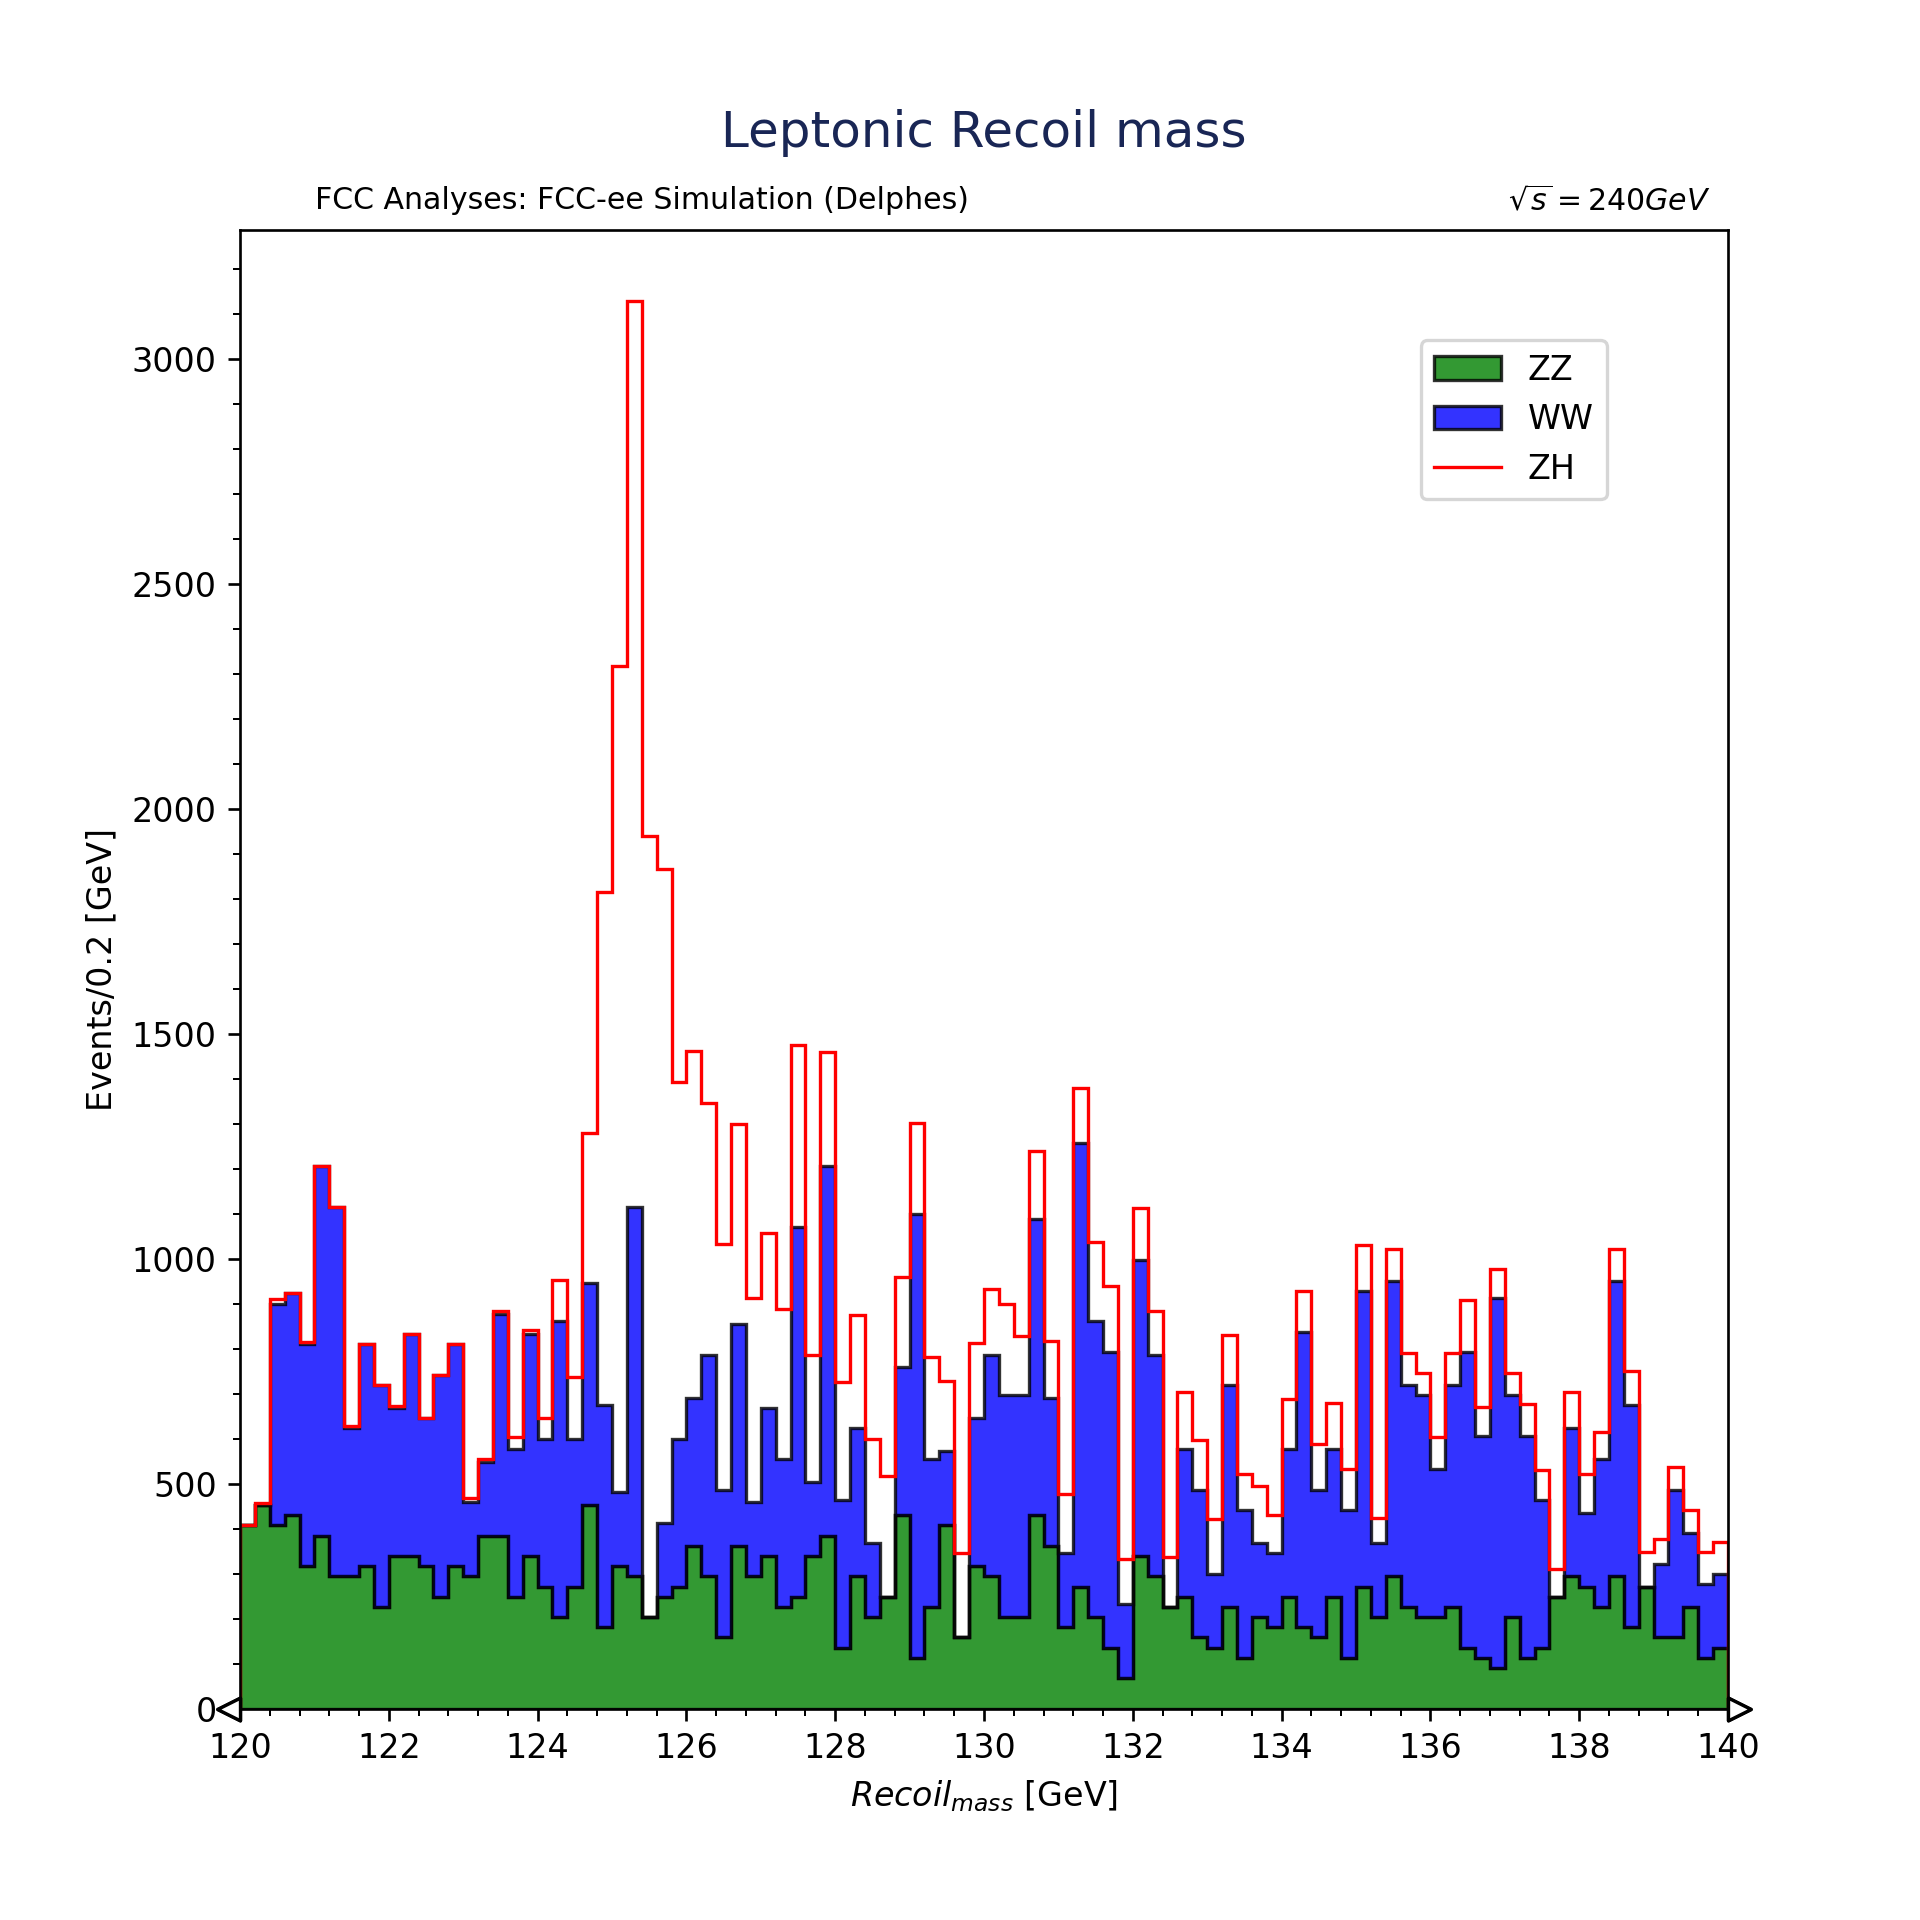 Leptonic Recoil mass
FCC Analyses: FCC-ee Simulation (Delphes)
√s = 240GeV
ZZ
WW
ZH
Events/0.2 [GeV]
3000
2500
2000
1500
1000
500
0
120 122 124 126 128 130 132 134 136 138 140
Recoil_mass [GeV]